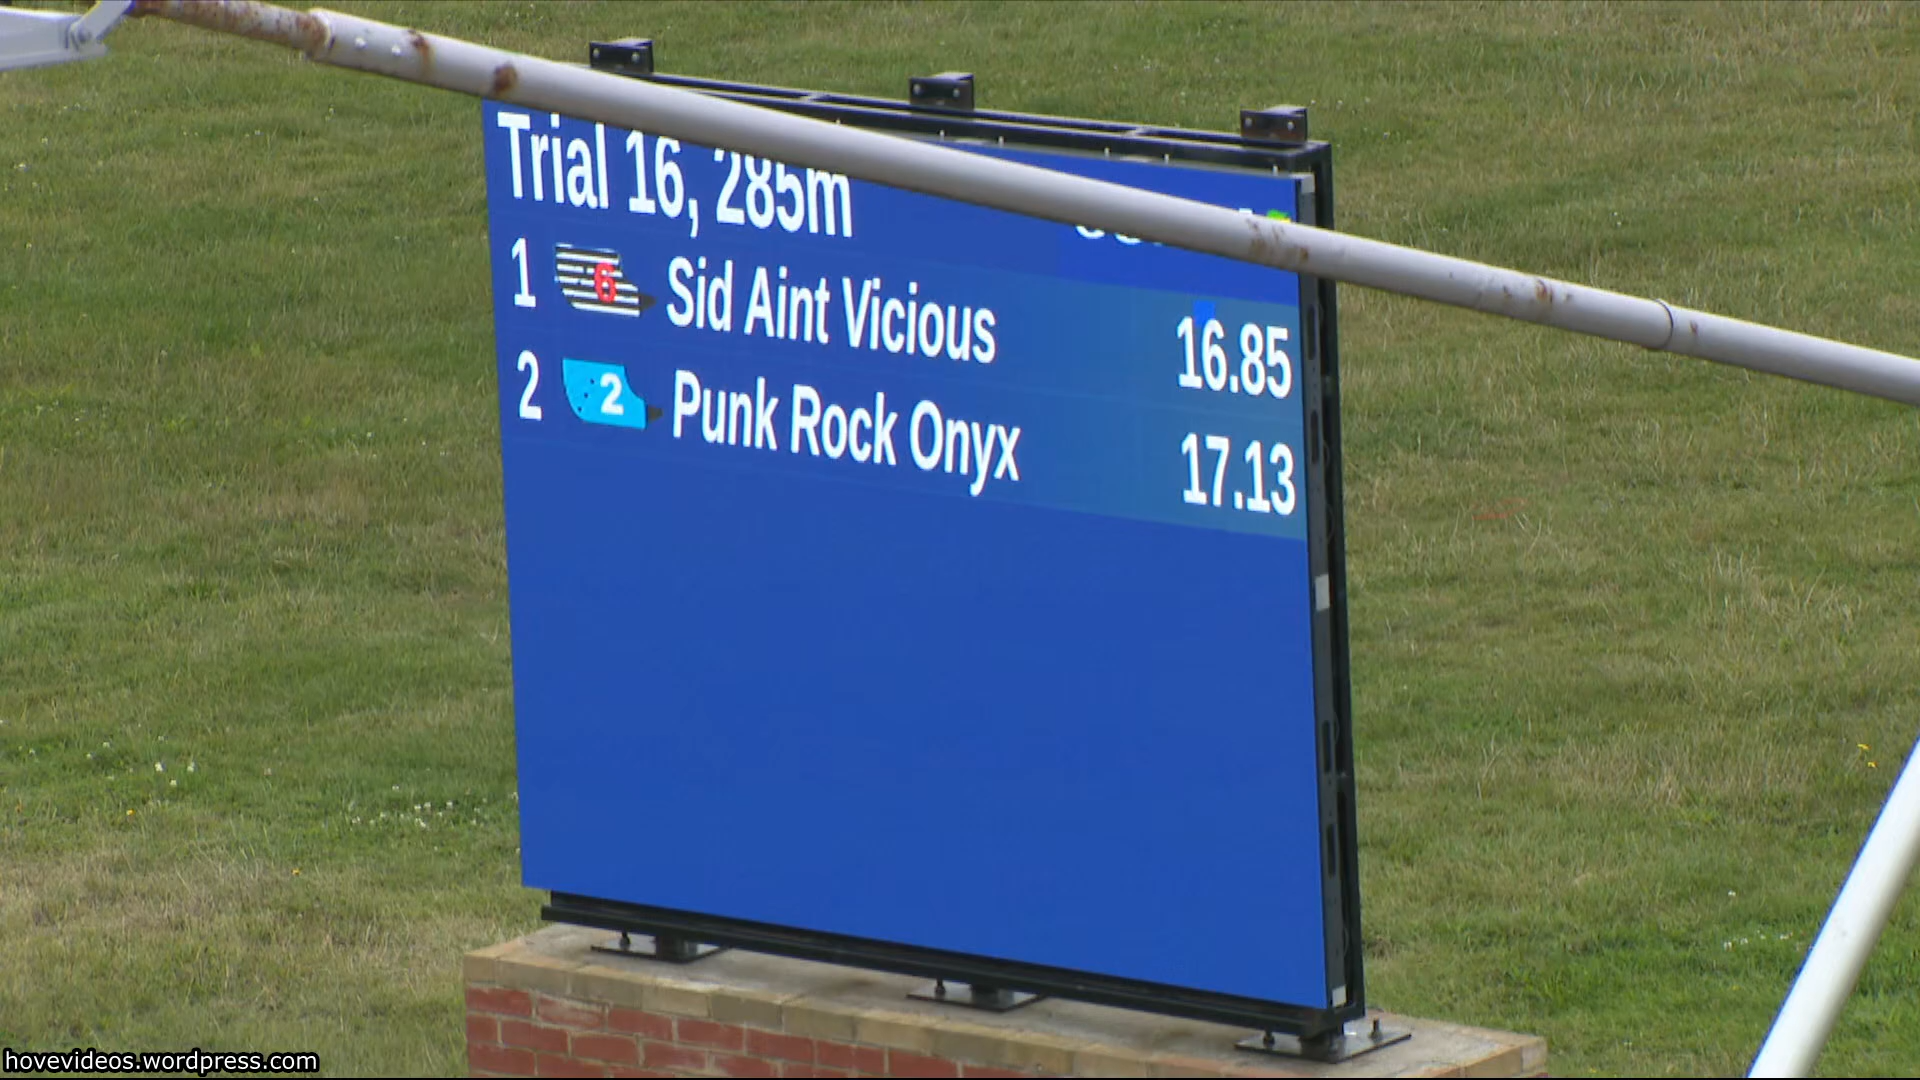 Trial 16, 285m
1 6 Sid Aint Vicious 16.85
2 2 Punk Rock Onyx 17.13
hovevideos.wordpress.com